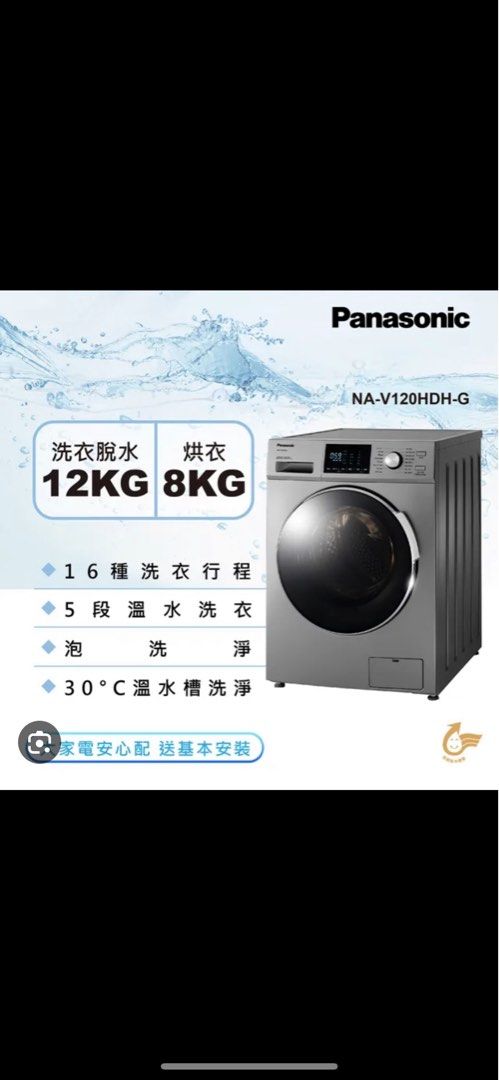 Panasonic
NA-V120HDH-G
洗衣脫水 烘衣
12KG 8KG
16種洗衣行程
5段溫水洗衣
泡洗淨
30°C溫水槽洗淨
家電安心配 送基本安裝
Panasonic